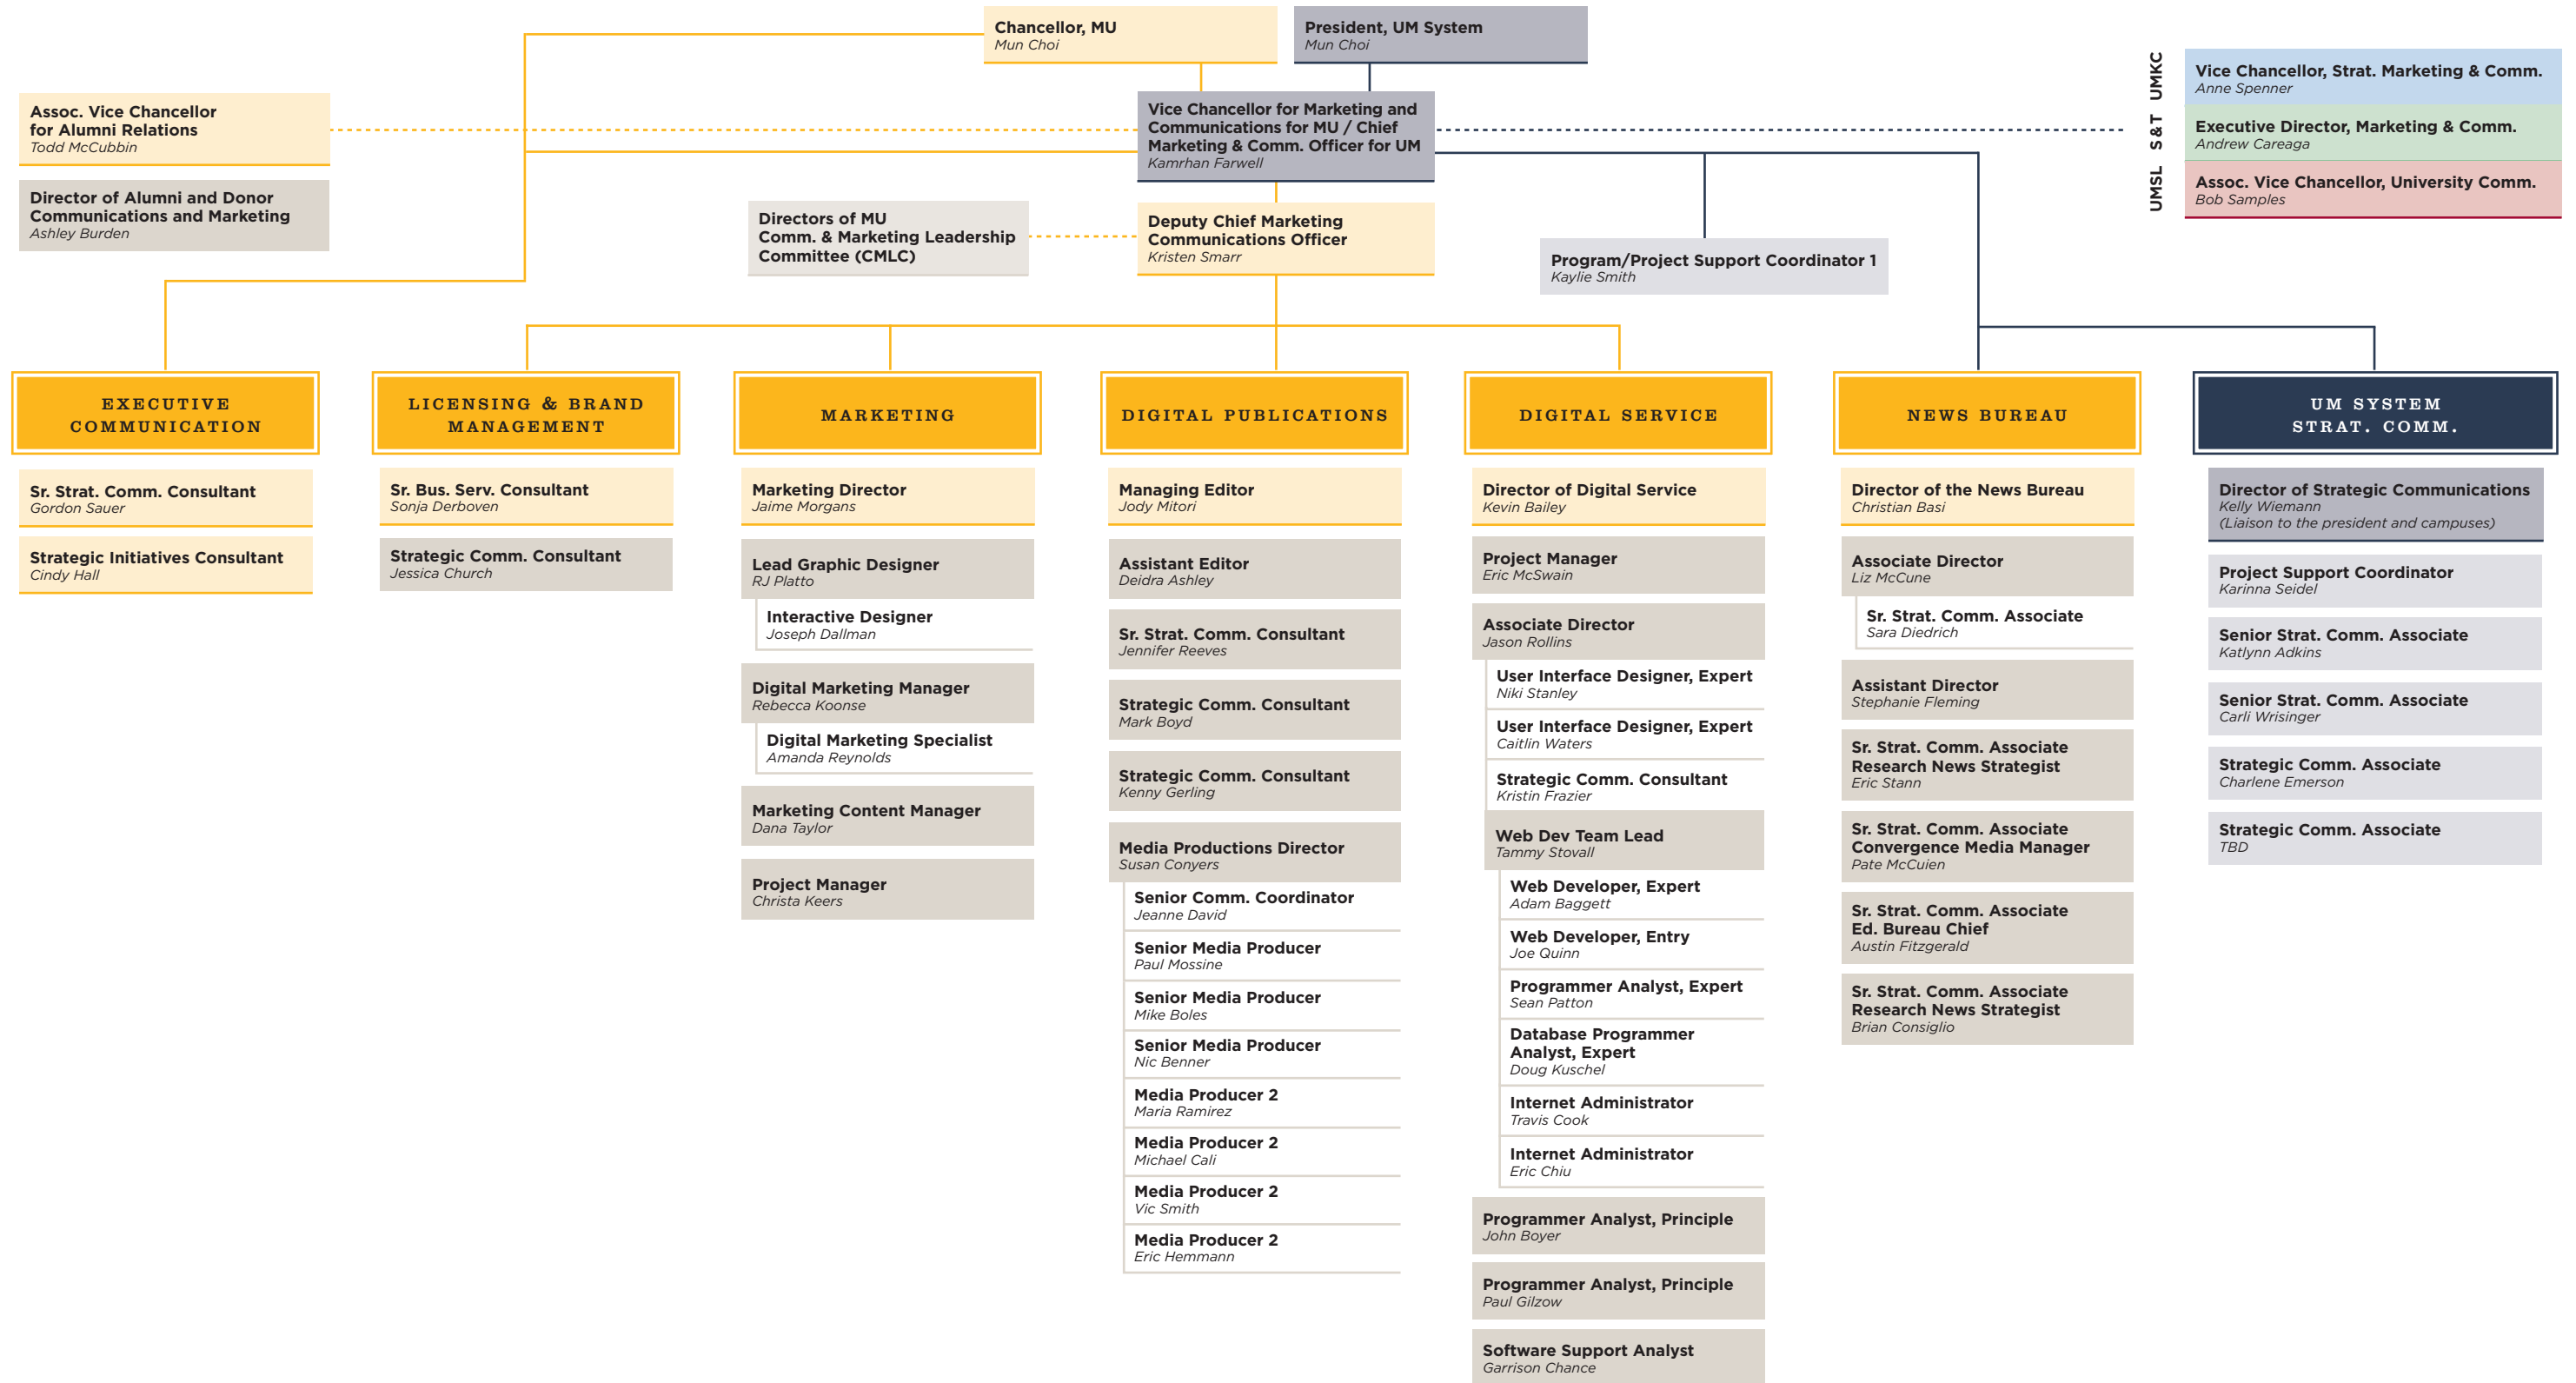 Chancellor, MU
Mun Choi
President, UM System
Mun Choi
Assoc. Vice Chancellor
for Alumni Relations
Todd McCubbin
Director of Alumni and Donor
Communications and Marketing
Ashley Burden
Vice Chancellor for Marketing and
Communications for MU / Chief
Marketing & Comm. Officer for UM
Kamrhan Farwell
Directors of MU
Comm. & Marketing Leadership
Committee (CMLC)
Deputy Chief Marketing
Communications Officer
Kristen Smarr
Program/Project Support Coordinator 1
Kaylie Smith
UMKC
Vice Chancellor, Strat. Marketing & Comm.
Anne Spenner
S&T
Executive Director, Marketing & Comm.
Andrew Careaga
UMSL
Assoc. Vice Chancellor, University Comm.
Bob Samples
EXECUTIVE
COMMUNICATION
Sr. Strat. Comm. Consultant
Gordon Sauer
Strategic Initiatives Consultant
Cindy Hall
LICENSING & BRAND
MANAGEMENT
Sr. Bus. Serv. Consultant
Sonja Derboven
Strategic Comm. Consultant
Jessica Church
MARKETING
Marketing Director
Jaime Morgans
Lead Graphic Designer
RJ Platto
Interactive Designer
Joseph Dallman
Digital Marketing Manager
Rebecca Koonse
Digital Marketing Specialist
Amanda Reynolds
Marketing Content Manager
Dana Taylor
Project Manager
Christa Keers
DIGITAL PUBLICATIONS
Managing Editor
Jody Mitori
Assistant Editor
Deidra Ashley
Sr. Strat. Comm. Consultant
Jennifer Reeves
Strategic Comm. Consultant
Mark Boyd
Strategic Comm. Consultant
Kenny Gerling
Media Productions Director
Susan Conyers
Senior Comm. Coordinator
Jeanne David
Senior Media Producer
Paul Mossine
Senior Media Producer
Mike Boles
Senior Media Producer
Nic Benner
Media Producer 2
Maria Ramirez
Media Producer 2
Michael Cali
Media Producer 2
Vic Smith
Media Producer 2
Eric Hemmann
DIGITAL SERVICE
Director of Digital Service
Kevin Bailey
Project Manager
Eric McSwain
Associate Director
Jason Rollins
User Interface Designer, Expert
Niki Stanley
User Interface Designer, Expert
Caitlin Waters
Strategic Comm. Consultant
Kristin Frazier
Web Dev Team Lead
Tammy Stovall
Web Developer, Expert
Adam Baggett
Web Developer, Entry
Joe Quinn
Programmer Analyst, Expert
Sean Patton
Database Programmer
Analyst, Expert
Doug Kuschel
Internet Administrator
Travis Cook
Internet Administrator
Eric Chiu
Programmer Analyst, Principle
John Boyer
Programmer Analyst, Principle
Paul Gilzow
Software Support Analyst
Garrison Chance
NEWS BUREAU
Director of the News Bureau
Christian Basi
Associate Director
Liz McCune
Sr. Strat. Comm. Associate
Sara Diedrich
Assistant Director
Stephanie Fleming
Sr. Strat. Comm. Associate
Research News Strategist
Eric Stann
Sr. Strat. Comm. Associate
Convergence Media Manager
Pate McCuien
Sr. Strat. Comm. Associate
Ed. Bureau Chief
Austin Fitzgerald
Sr. Strat. Comm. Associate
Research News Strategist
Brian Consiglio
UM SYSTEM
STRAT. COMM.
Director of Strategic Communications
Kelly Wiemann
(Liaison to the president and campuses)
Project Support Coordinator
Karinna Seidel
Senior Strat. Comm. Associate
Katlynn Adkins
Senior Strat. Comm. Associate
Carli Wrisinger
Strategic Comm. Associate
Charlene Emerson
Strategic Comm. Associate
TBD